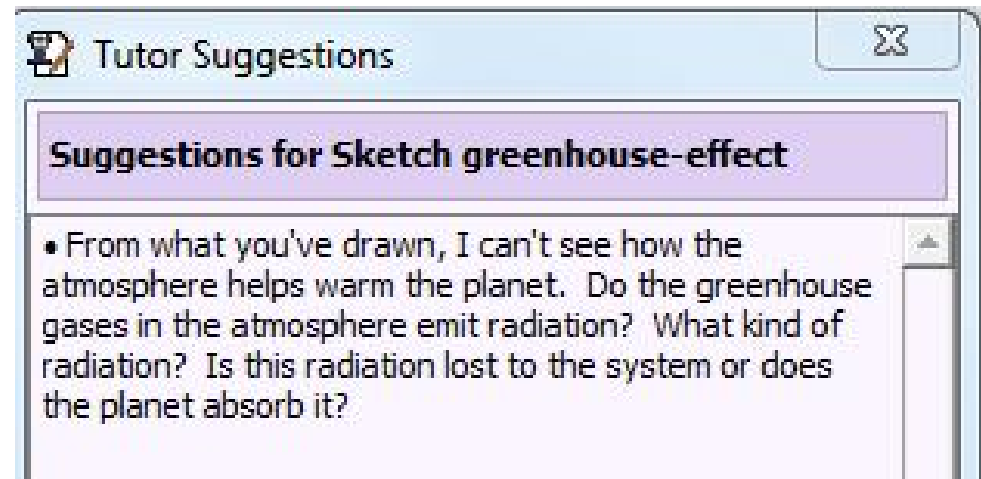 Tutor Suggestions
Suggestions for Sketch greenhouse-effect
• From what you've drawn, I can't see how the
atmosphere helps warm the planet.  Do the greenhouse
gases in the atmosphere emit radiation?  What kind of
radiation?  Is this radiation lost to the system or does
the planet absorb it?